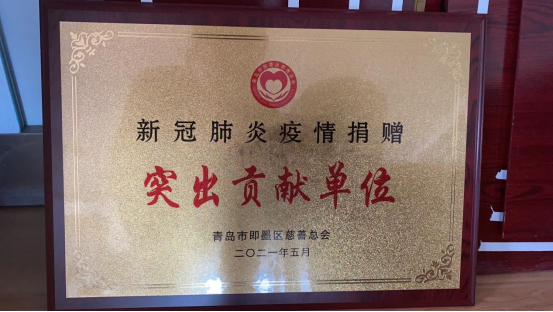 新冠肺炎疫情捐赠
突出贡献单位
青岛市即墨区慈善总会
二〇二一年五月